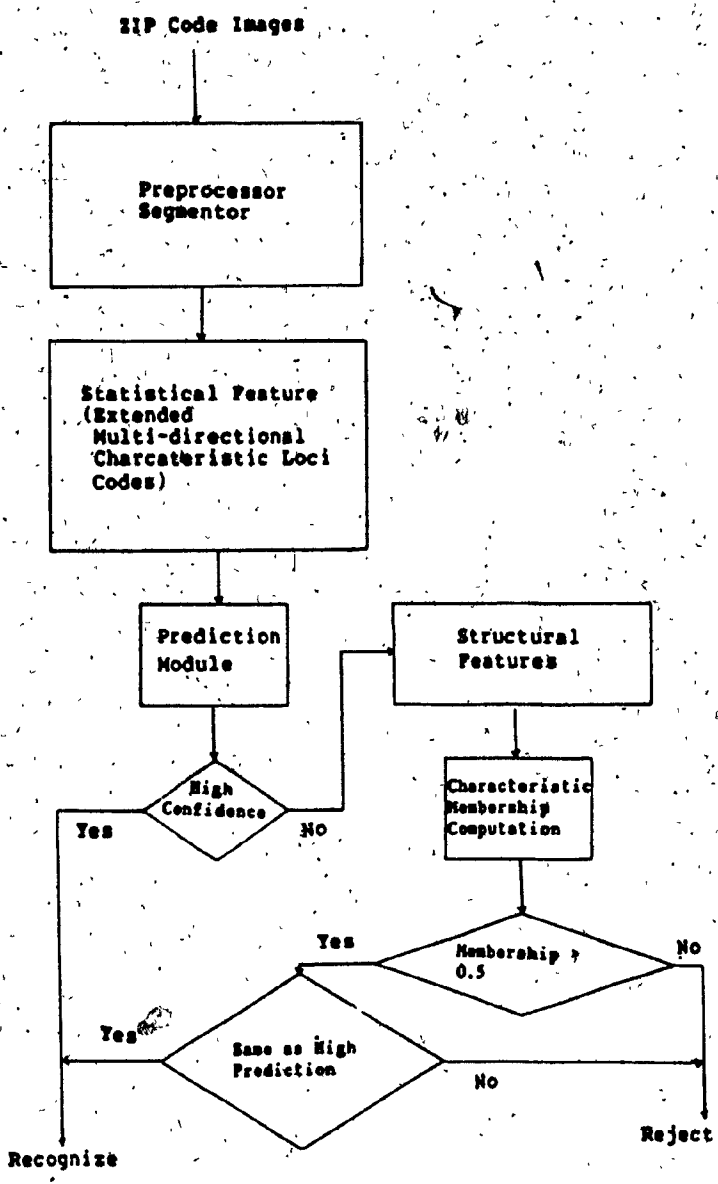 ZIP Code Images
Preprocessor
Segmentor
Statistical Feature
(Extended
Multi-directional
Charcateristic Loci
Codes)
Prediction
Module
Structural
Features
High
Confidence
Yes
No
Characteristic
Membership
Computation
Yes
Membership >
0.5
No
Yes
Same as High
Prediction
No
Reject
Recognize